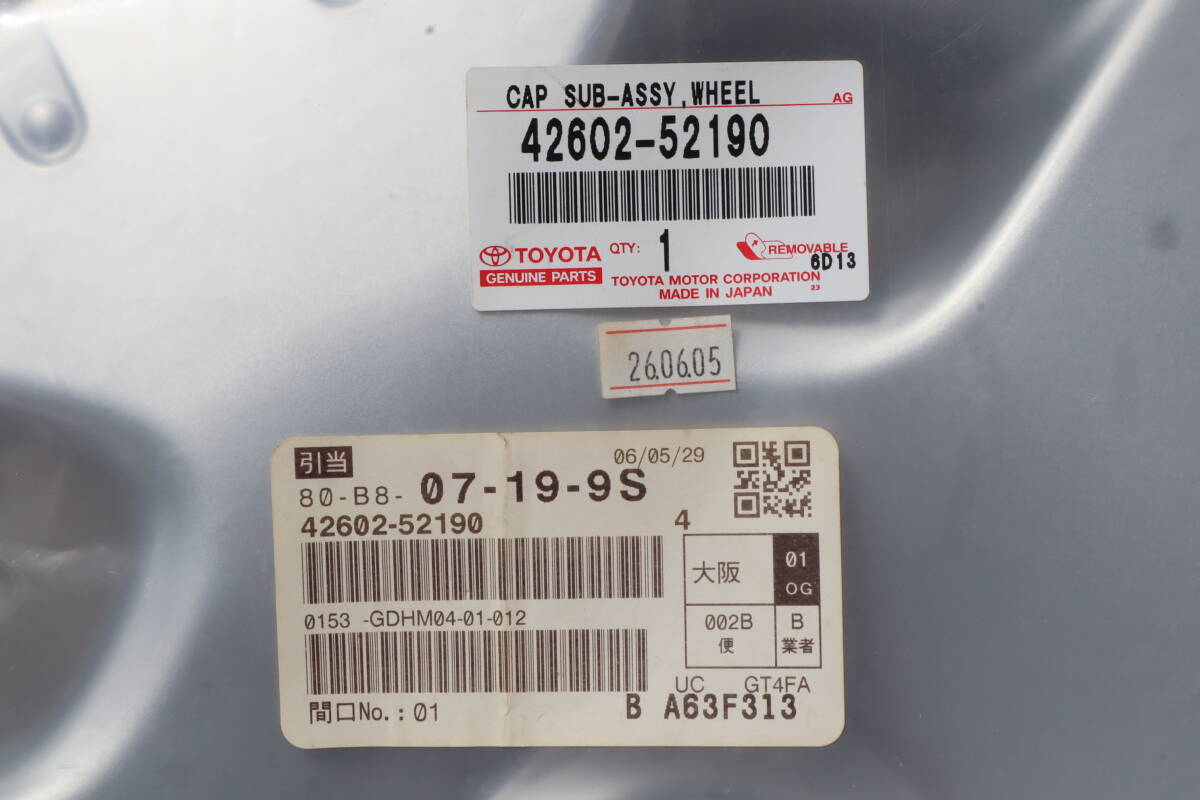 CAP SUB-ASSY,WHEEL AG
42602-52190
TOYOTA QTY: 1 REMOVABLE
GENUINE PARTS 6D13
TOYOTA MOTOR CORPORATION
MADE IN JAPAN 23
26.06.05
引当 06/05/29
80-B8- 07-19-9S
42602-52190 4
大阪 01
OG
0153 -GDHM04-01-012
002B B
便 業者
UC GT4FA
間口No.: 01 B A63F313